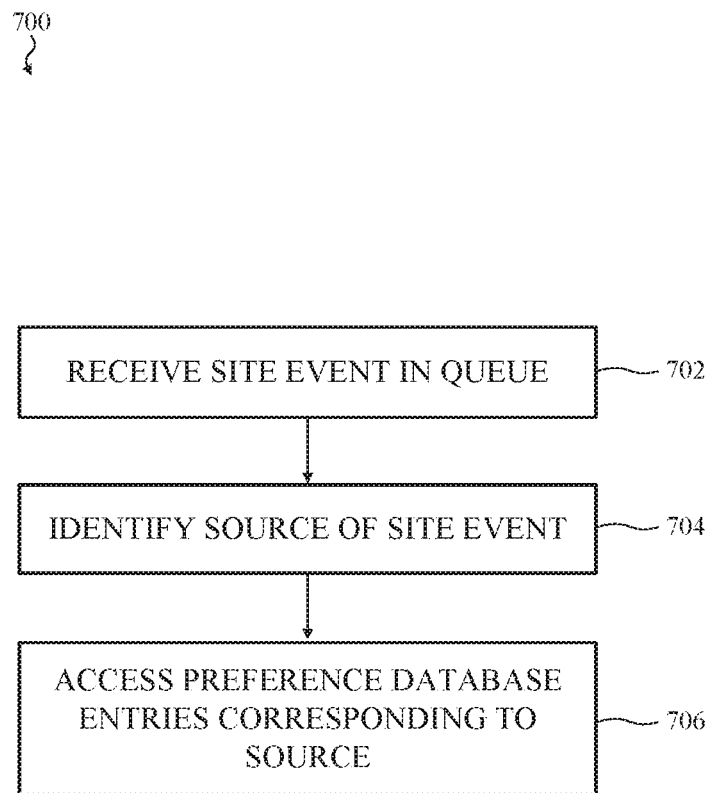 700
RECEIVE SITE EVENT IN QUEUE
702
IDENTIFY SOURCE OF SITE EVENT
704
ACCESS PREFERENCE DATABASE
ENTRIES CORRESPONDING TO
SOURCE
706